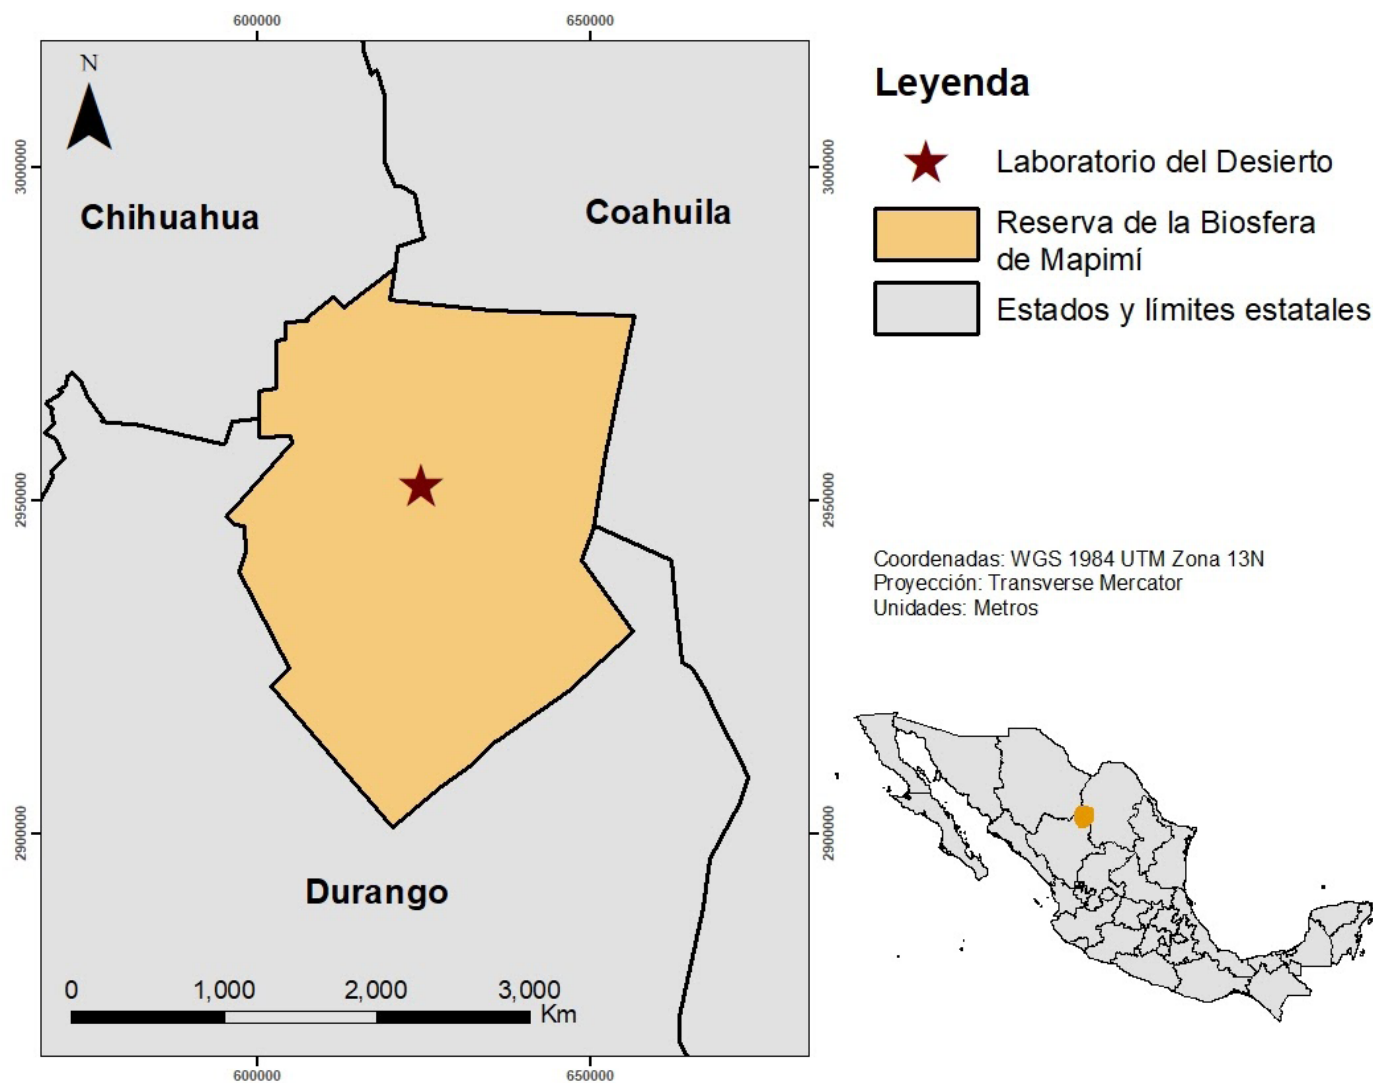 600000
650000
N
Leyenda
3000000
3000000
Laboratorio del Desierto
Chihuahua
Coahuila
Reserva de la Biosfera
de Mapimí
Estados y límites estatales
2950000
2950000
Coordenadas: WGS 1984 UTM Zona 13N
Proyección: Transverse Mercator
Unidades: Metros
2900000
2900000
Durango
0 1,000 2,000 3,000
Km
600000
650000